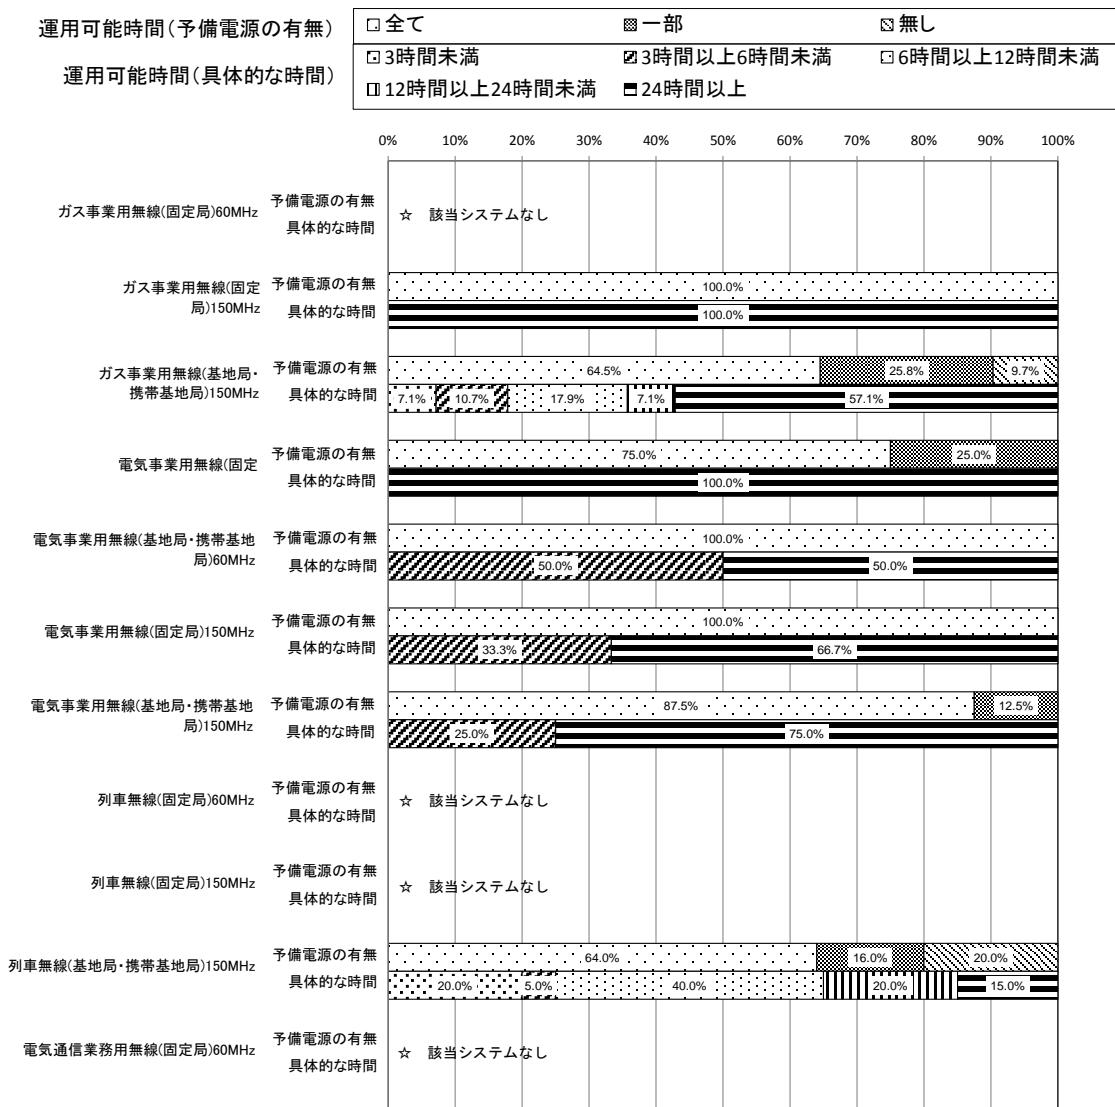 運用可能時間(予備電源の有無)
全て 一部 無し
運用可能時間(具体的な時間)
3時間未満 3時間以上6時間未満 6時間以上12時間未満
12時間以上24時間未満 24時間以上
0% 10% 20% 30% 40% 50% 60% 70% 80% 90% 100%
ガス事業用無線(固定局)60MHz
予備電源の有無
具体的な時間
☆ 該当システムなし
ガス事業用無線(固定
局)150MHz
予備電源の有無
100.0%
具体的な時間
100.0%
ガス事業用無線(基地局・
携帯基地局)150MHz
予備電源の有無
64.5% 25.8% 9.7%
具体的な時間
7.1% 10.7% 17.9% 7.1% 57.1%
電気事業用無線(固定
予備電源の有無
75.0% 25.0%
具体的な時間
100.0%
電気事業用無線(基地局・携帯基地
局)60MHz
予備電源の有無
100.0%
具体的な時間
50.0% 50.0%
電気事業用無線(固定局)150MHz
予備電源の有無
100.0%
具体的な時間
33.3% 66.7%
電気事業用無線(基地局・携帯基地
局)150MHz
予備電源の有無
87.5% 12.5%
具体的な時間
25.0% 75.0%
列車無線(固定局)60MHz
予備電源の有無
具体的な時間
☆ 該当システムなし
列車無線(固定局)150MHz
予備電源の有無
具体的な時間
☆ 該当システムなし
列車無線(基地局・携帯基地局)150MHz
予備電源の有無
64.0% 16.0% 20.0%
具体的な時間
20.0% 5.0% 40.0% 20.0% 15.0%
電気通信業務用無線(固定局)60MHz
予備電源の有無
具体的な時間
☆ 該当システムなし